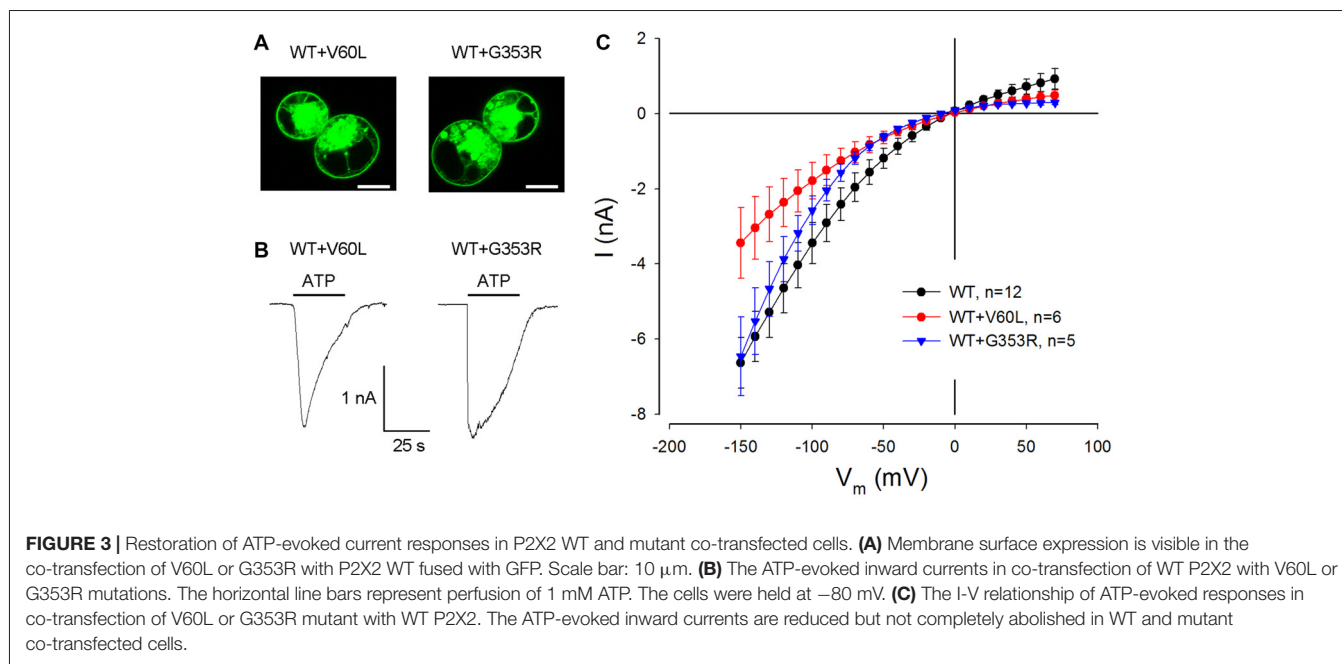 A
WT+V60L
WT+G353R
B
WT+V60L
WT+G353R
ATP
ATP
1 nA
25 s
C
2
0
-2
-4
-6
-8
I (nA)
WT, n=12
WT+V60L, n=6
WT+G353R, n=5
-200 -150 -100 -50 0 50 100
Vm (mV)
FIGURE 3 | Restoration of ATP-evoked current responses in P2X2 WT and mutant co-transfected cells. (A) Membrane surface expression is visible in the
co-transfection of V60L or G353R with P2X2 WT fused with GFP. Scale bar: 10 μm. (B) The ATP-evoked inward currents in co-transfection of WT P2X2 with V60L or
G353R mutations. The horizontal line bars represent perfusion of 1 mM ATP. The cells were held at −80 mV. (C) The I-V relationship of ATP-evoked responses in
co-transfection of V60L or G353R mutant with WT P2X2. The ATP-evoked inward currents are reduced but not completely abolished in WT and mutant
co-transfected cells.